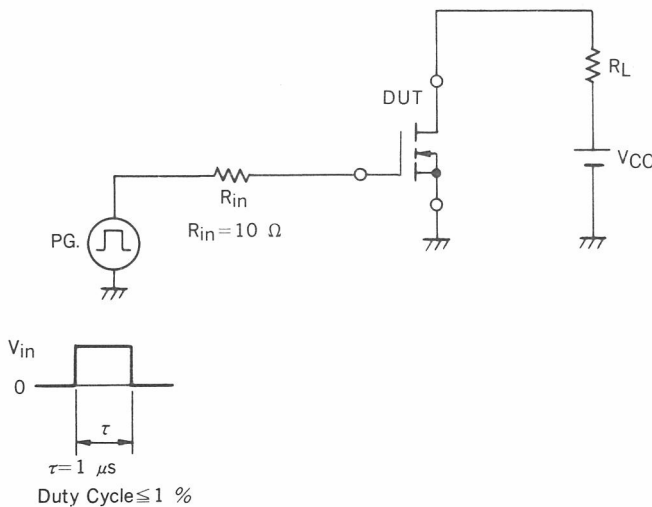 DUT
R_L
V_CC
R_in
R_in=10 Ω
PG.
V_in
0
τ
τ=1 μs
Duty Cycle≦1 %